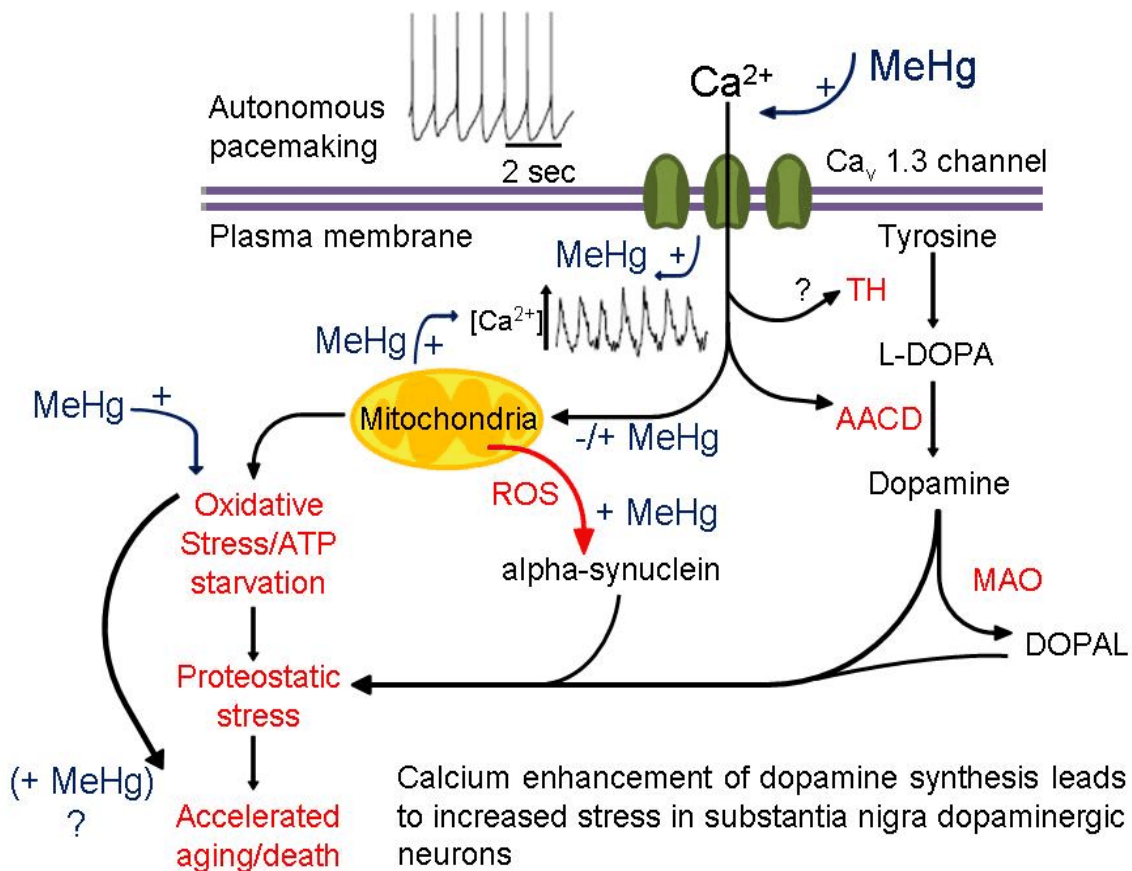 Ca2+
MeHg
+
Autonomous
pacemaking
2 sec
Cav 1.3 channel
Plasma membrane
Tyrosine
MeHg
+
?
TH
[Ca2+]
MeHg
+
L-DOPA
MeHg
+
Mitochondria
-/+ MeHg
AACD
Dopamine
ROS
+ MeHg
Oxidative
Stress/ATP
starvation
alpha-synuclein
MAO
DOPAL
Proteostatic
stress
(+ MeHg)
?
Accelerated
aging/death
Calcium enhancement of dopamine synthesis leads
to increased stress in substantia nigra dopaminergic
neurons